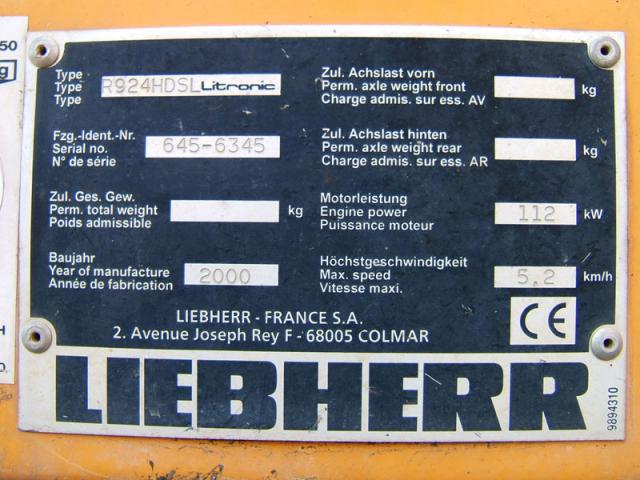 Type
Type R924HDSL Litronic
Type
Fzg.-Ident.-Nr.
Serial no. 645-6345
N° de série
Zul. Ges. Gew.
Perm. total weight kg
Poids admissible
Baujahr
Year of manufacture 2000
Année de fabrication
Zul. Achslast vorn
Perm. axle weight front kg
Charge admis. sur ess. AV
Zul. Achslast hinten
Perm. axle weight rear kg
Charge admis. sur ess. AR
Motorleistung
Engine power 112 kW
Puissance moteur
Höchstgeschwindigkeit
Max. speed 5,2 km/h
Vitesse maxi.
LIEBHERR - FRANCE S.A.
2. Avenue Joseph Rey F - 68005 COLMAR
CE
LIEBHERR
9894310
50
g
H
0